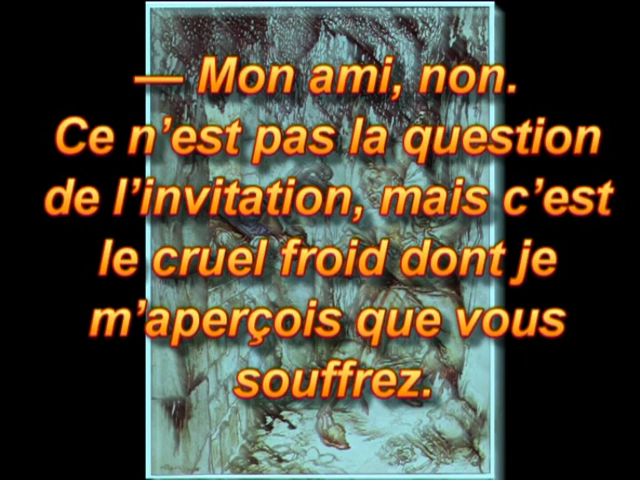 — Mon ami, non.
Ce n’est pas la question
de l’invitation, mais c’est
le cruel froid dont je
m’aperçois que vous
souffrez.